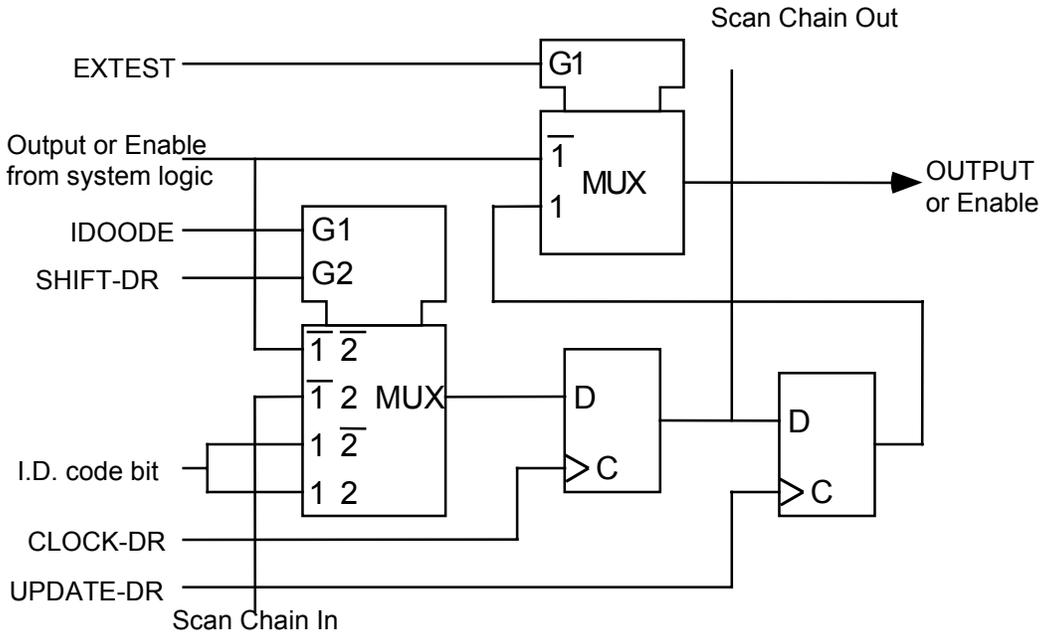 Scan Chain Out
EXTEST
G1
Output or Enable
from system logic
1
MUX
1
OUTPUT
or Enable
IDOODE
G1
SHIFT-DR
G2
1 2
1 2 MUX
1 2
1 2
I.D. code bit
D
C
D
C
CLOCK-DR
UPDATE-DR
Scan Chain In